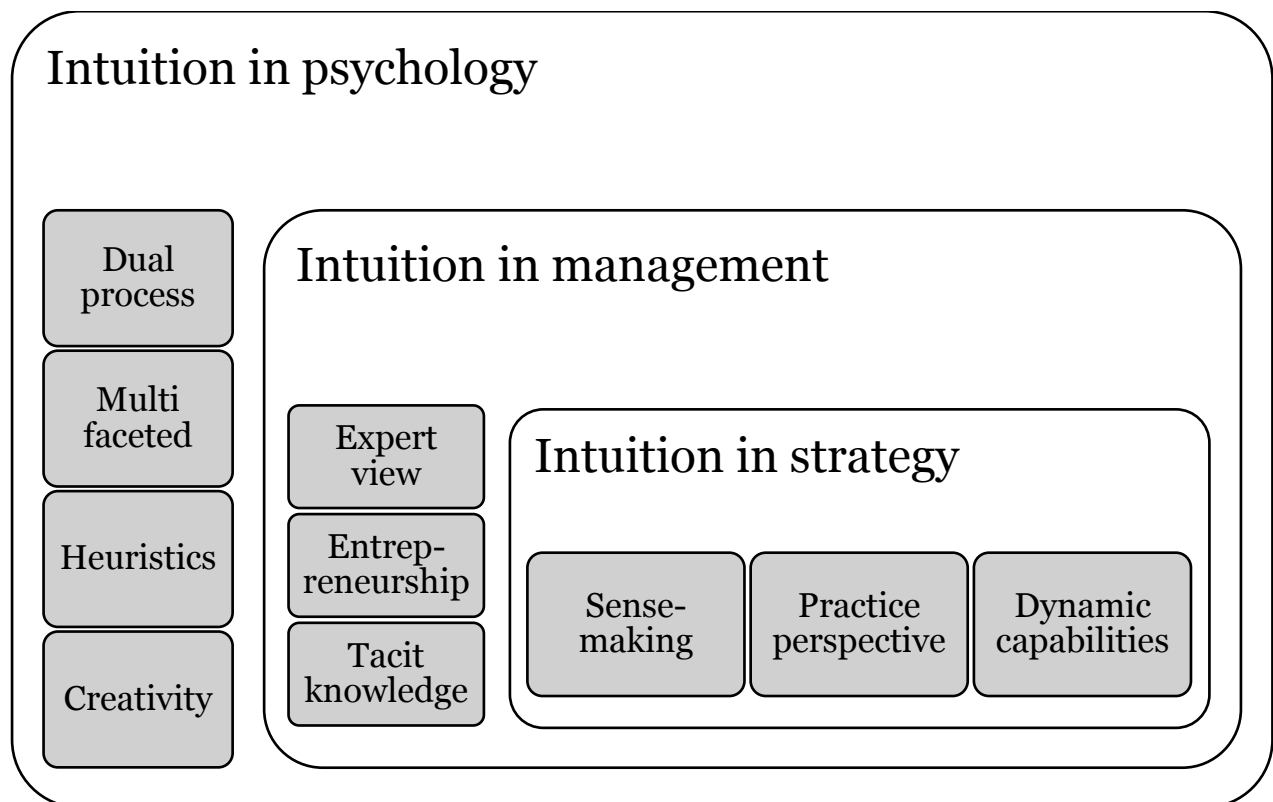 Intuition in psychology
Dual
process
Multi
faceted
Heuristics
Creativity
Intuition in management
Expert
view
Entrep-
reneurship
Tacit
knowledge
Intuition in strategy
Sense-
making
Practice
perspective
Dynamic
capabilities